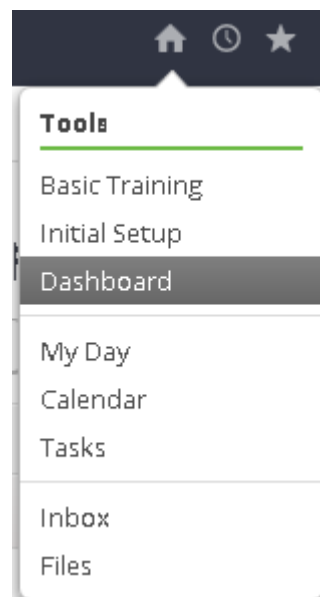 Tools
Basic Training
Initial Setup
Dashboard
My Day
Calendar
Tasks
Inbox
Files